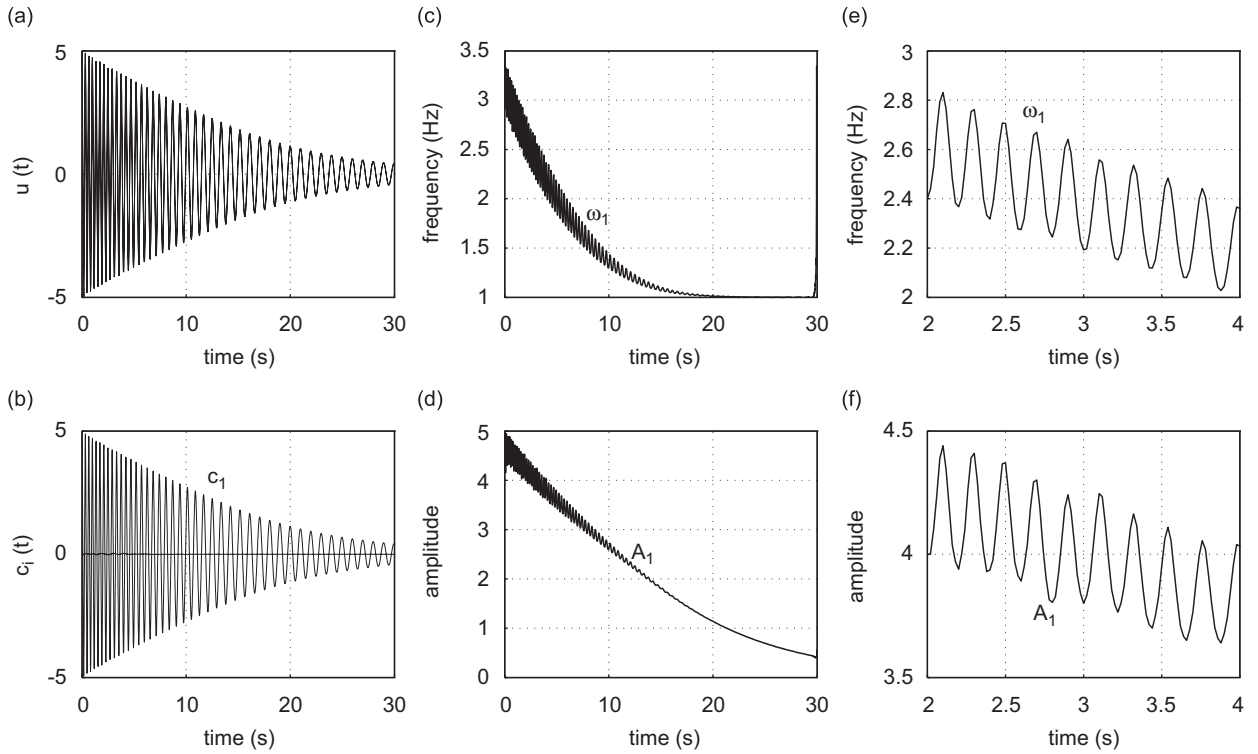 (a)
5
0
-5
u (t)
0 10 20 30
time (s)
(c)
3.5
3
2.5
2
1.5
1
frequency (Hz)
ω1
0 10 20 30
time (s)
(e)
3
2.8
2.6
2.4
2.2
2
frequency (Hz)
ω1
2 2.5 3 3.5 4
time (s)
(b)
5
0
-5
ci (t)
c1
0 10 20 30
time (s)
(d)
5
4
3
2
1
0
amplitude
A1
0 10 20 30
time (s)
(f)
4.5
4
3.5
amplitude
A1
2 2.5 3 3.5 4
time (s)